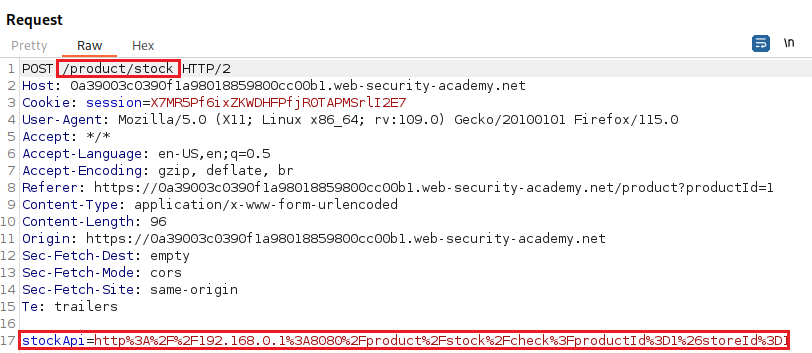 Request
Pretty Raw Hex \n
1 POST /product/stock HTTP/2
2 Host: 0a39003c0390f1a98018859800cc00b1.web-security-academy.net
3 Cookie: session=X7MR5Pf6ixZKWDHFPfjROTAPMSrlI2E7
4 User-Agent: Mozilla/5.0 (X11; Linux x86_64; rv:109.0) Gecko/20100101 Firefox/115.0
5 Accept: */*
6 Accept-Language: en-US,en;q=0.5
7 Accept-Encoding: gzip, deflate, br
8 Referer: https://0a39003c0390f1a98018859800cc00b1.web-security-academy.net/product?productId=1
9 Content-Type: application/x-www-form-urlencoded
10 Content-Length: 96
11 Origin: https://0a39003c0390f1a98018859800cc00b1.web-security-academy.net
12 Sec-Fetch-Dest: empty
13 Sec-Fetch-Mode: cors
14 Sec-Fetch-Site: same-origin
15 Te: trailers
16
17 stockApi=http%3A%2F%2F192.168.0.1%3A8080%2Fproduct%2Fstock%2Fcheck%3FproductId%3D1%26storeId%3D1